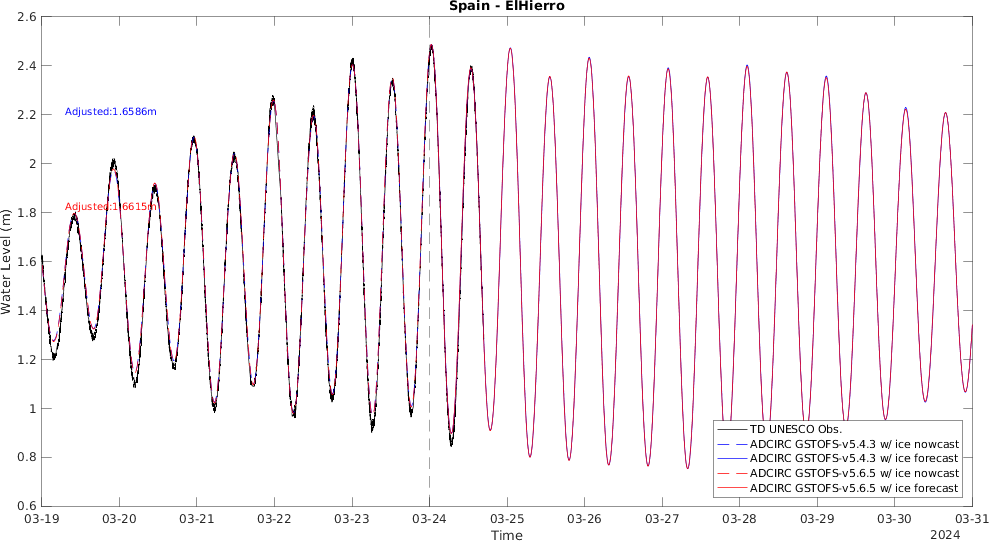 Spain - ElHierro
2.6
2.4
2.2
2
1.8
1.6
1.4
1.2
1
0.8
0.6
Water Level (m)
Adjusted:1.6586m
Adjusted:1.6615m
TD UNESCO Obs.
ADCIRC GSTOFS-v5.4.3 w/ ice nowcast
ADCIRC GSTOFS-v5.4.3 w/ ice forecast
ADCIRC GSTOFS-v5.6.5 w/ ice nowcast
ADCIRC GSTOFS-v5.6.5 w/ ice forecast
03-19 03-20 03-21 03-22 03-23 03-24 03-25 03-26 03-27 03-28 03-29 03-30 03-31
Time
2024